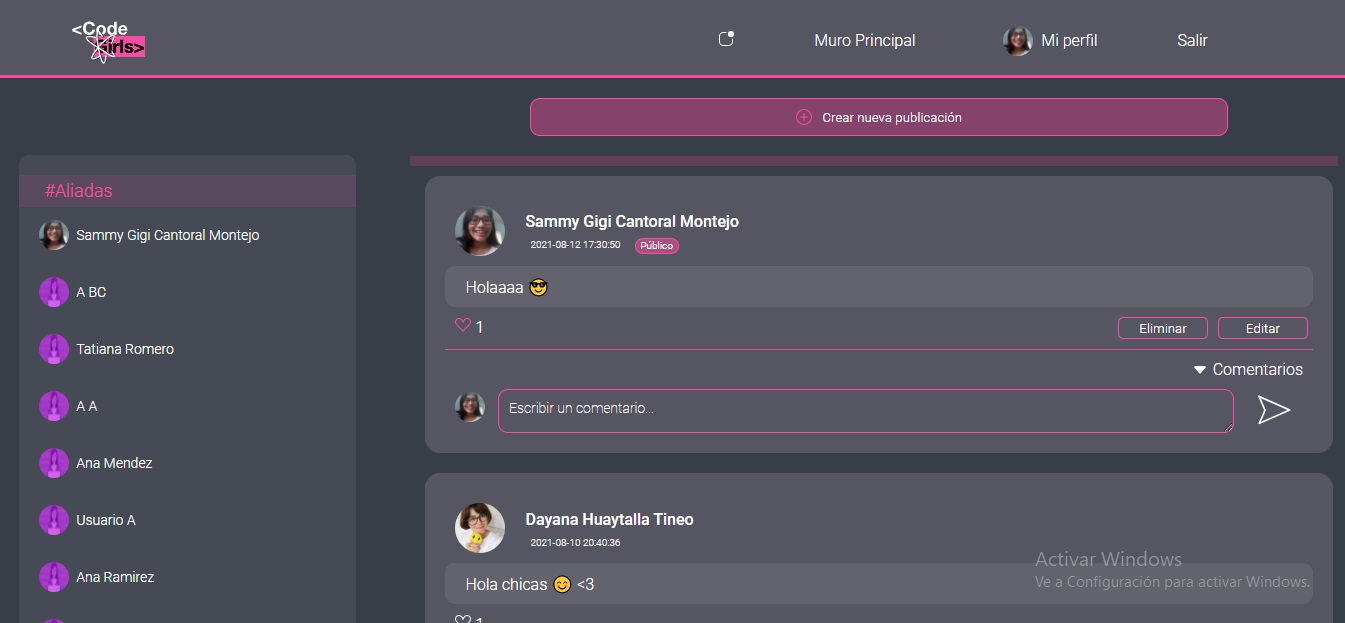 <Code
Girls>
Muro Principal
Mi perfil
Salir
Crear nueva publicación
#Aliadas
Sammy Gigi Cantoral Montejo
A BC
Tatiana Romero
A A
Ana Mendez
Usuario A
Ana Ramirez
Sammy Gigi Cantoral Montejo
2021-08-12 17:30:50 Público
Holaaaa 😎
1
Eliminar Editar
Comentarios
Escribir un comentario...
Dayana Huaytalla Tineo
2021-08-10 20:40:36
Hola chicas 😊 <3
1
Activar Windows
Ve a Configuración para activar Windows.